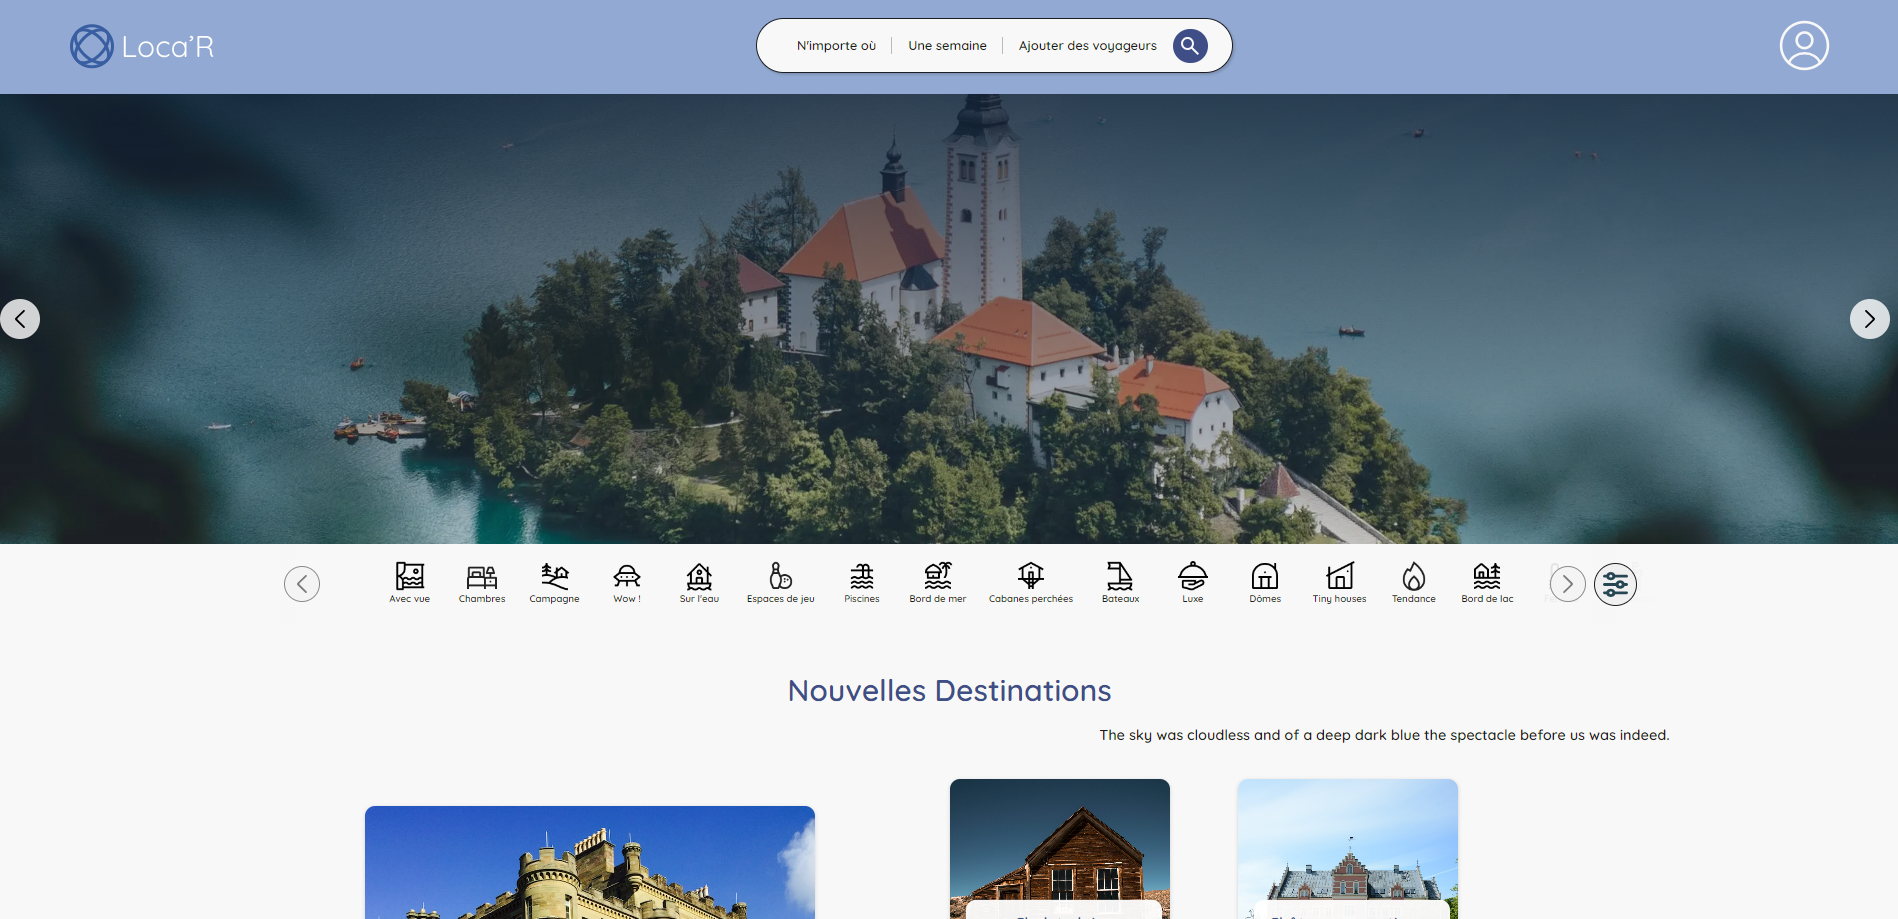 Loca'R
N'importe où
Une semaine
Ajouter des voyageurs
Avec vue
Chambres
Campagne
Wow !
Sur l'eau
Espaces de jeu
Piscines
Bord de mer
Cabanes perchées
Bateaux
Luxe
Dômes
Tiny houses
Tendance
Bord de lac
Nouvelles Destinations
The sky was cloudless and of a deep dark blue the spectacle before us was indeed.